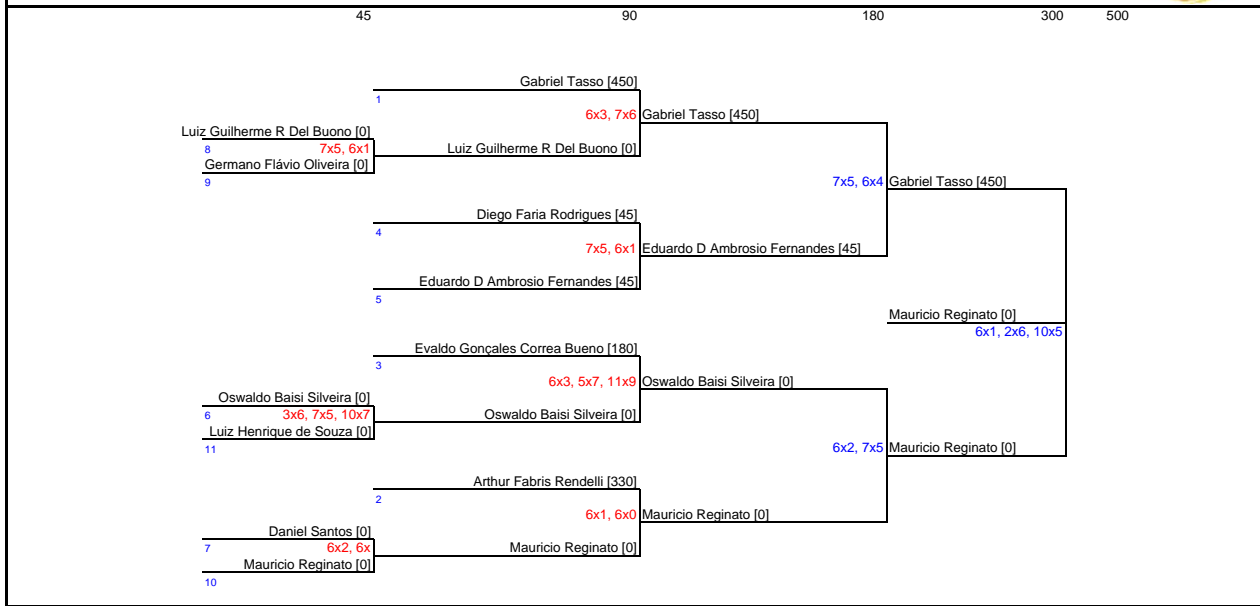 45 90 180 300 500
Gabriel Tasso [450]
1
6x3, 7x6 Gabriel Tasso [450]
Luiz Guilherme R Del Buono [0]
8 7x5, 6x1 Luiz Guilherme R Del Buono [0]
Germano Flávio Oliveira [0]
9
7x5, 6x4 Gabriel Tasso [450]
Diego Faria Rodrigues [45]
4
7x5, 6x1 Eduardo D Ambrosio Fernandes [45]
Eduardo D Ambrosio Fernandes [45]
5
Mauricio Reginato [0]
6x1, 2x6, 10x5
Evaldo Gonçales Correa Bueno [180]
3
6x3, 5x7, 11x9 Oswaldo Baisi Silveira [0]
Oswaldo Baisi Silveira [0]
6 3x6, 7x5, 10x7 Oswaldo Baisi Silveira [0]
Luiz Henrique de Souza [0]
11
6x2, 7x5 Mauricio Reginato [0]
Arthur Fabris Rendelli [330]
2
6x1, 6x0 Mauricio Reginato [0]
Daniel Santos [0]
7 6x2, 6x Mauricio Reginato [0]
Mauricio Reginato [0]
10